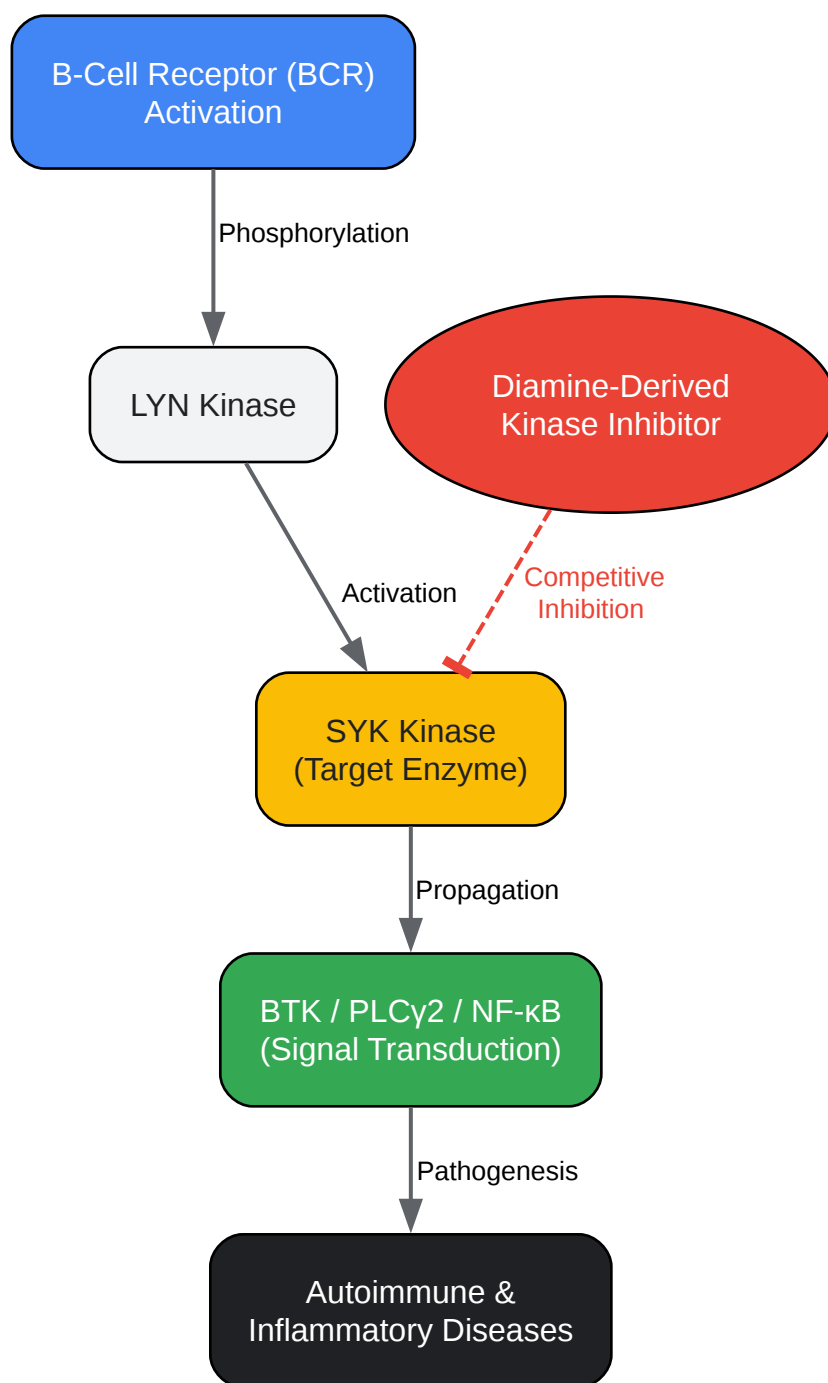 B-Cell Receptor (BCR)
Activation
Phosphorylation
LYN Kinase
Diamine-Derived
Kinase Inhibitor
Activation
Competitive
Inhibition
SYK Kinase
(Target Enzyme)
Propagation
BTK / PLCγ2 / NF-κB
(Signal Transduction)
Pathogenesis
Autoimmune &
Inflammatory Diseases